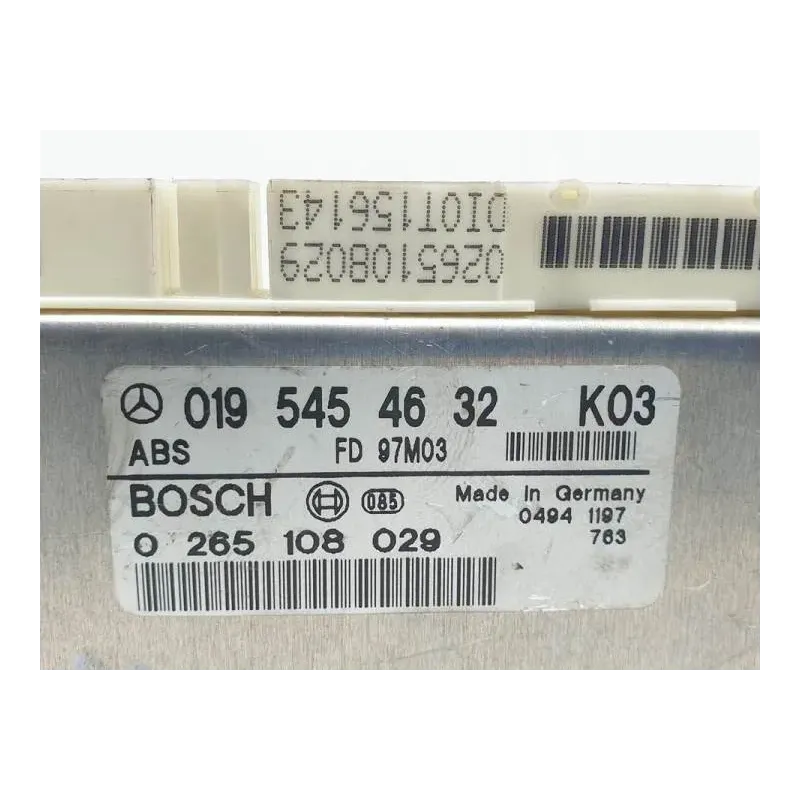 DIOT156143
0265108029
019 545 46 32 K03
ABS FD 97M03
BOSCH 085 Made in Germany
0494 1197
0 265 108 029 763